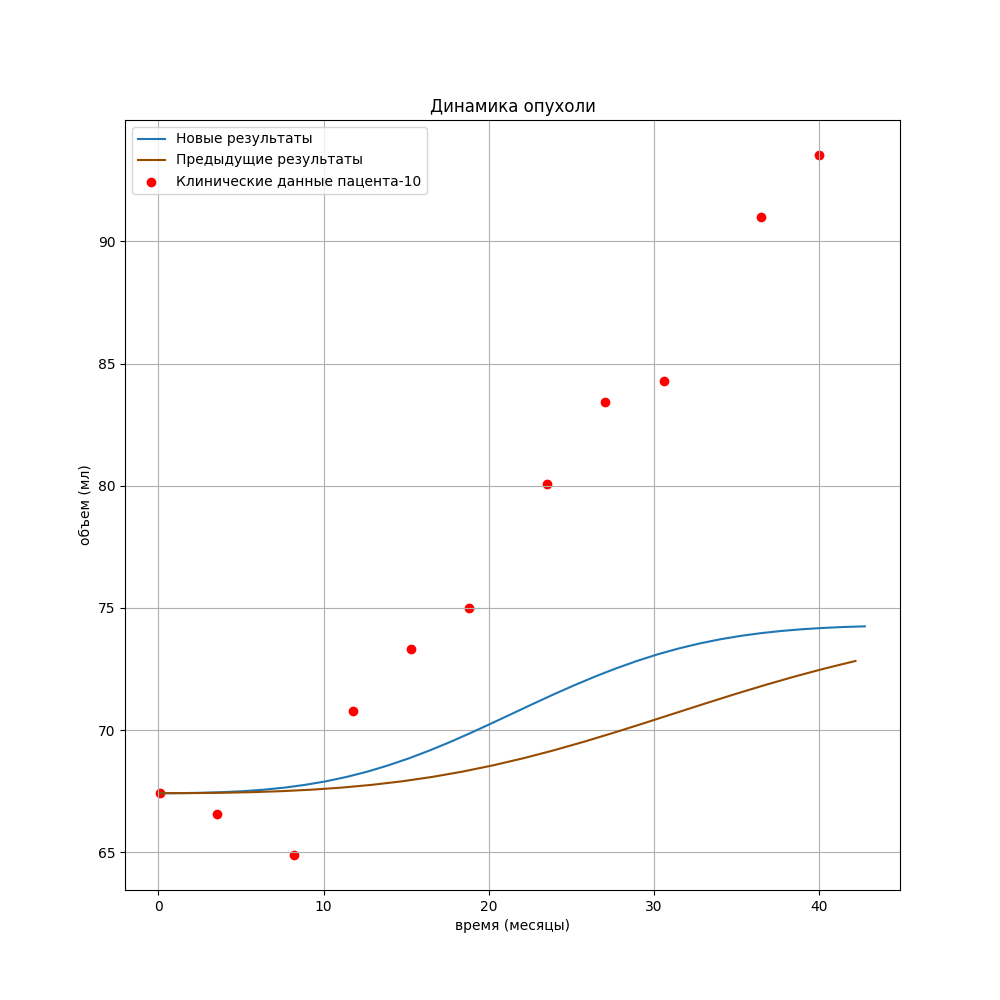 Динамика опухоли
Новые результаты
Предыдущие результаты
Клинические данные пацента-10
объем (мл)
90
85
80
75
70
65
0 10 20 30 40
время (месяцы)